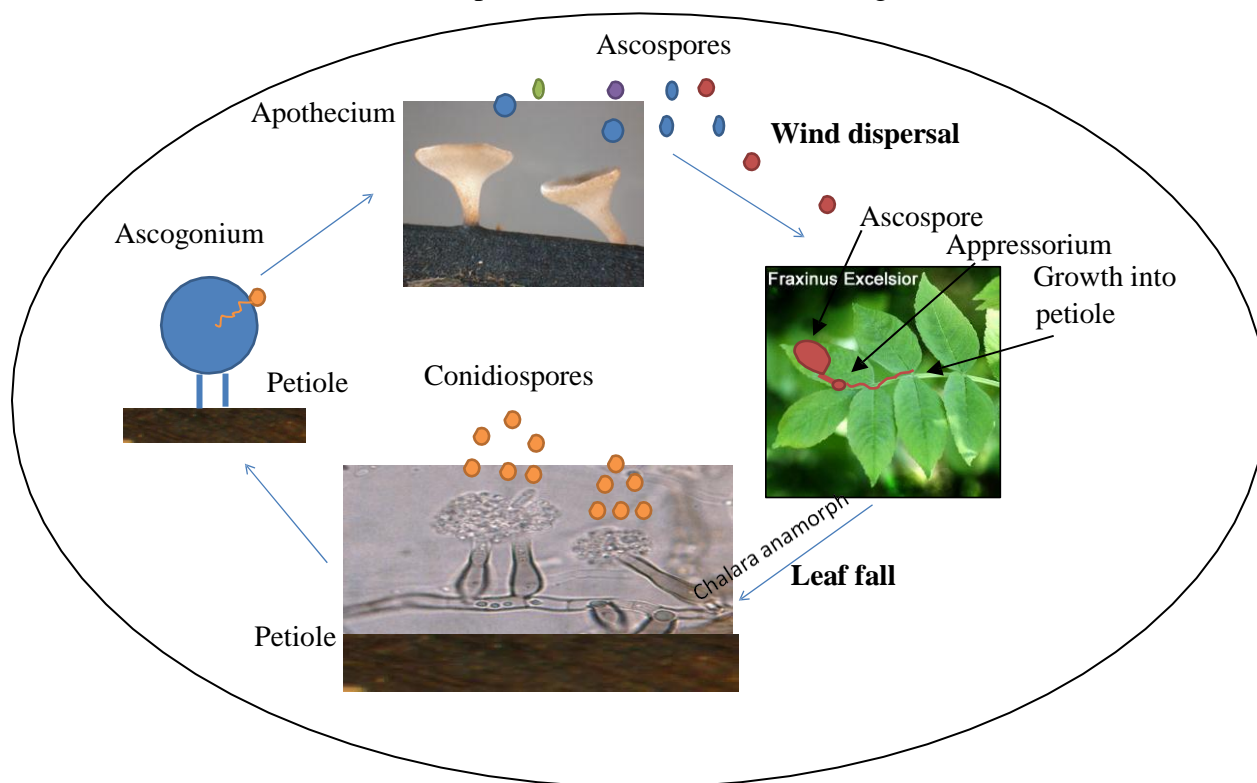 Ascospores
Apothecium
Wind dispersal
Ascospore
Ascogonium
Appressorium
Fraxinus Excelsior
Growth into
petiole
Petiole
Conidiospores
Chalara anamorph
Leaf fall
Petiole